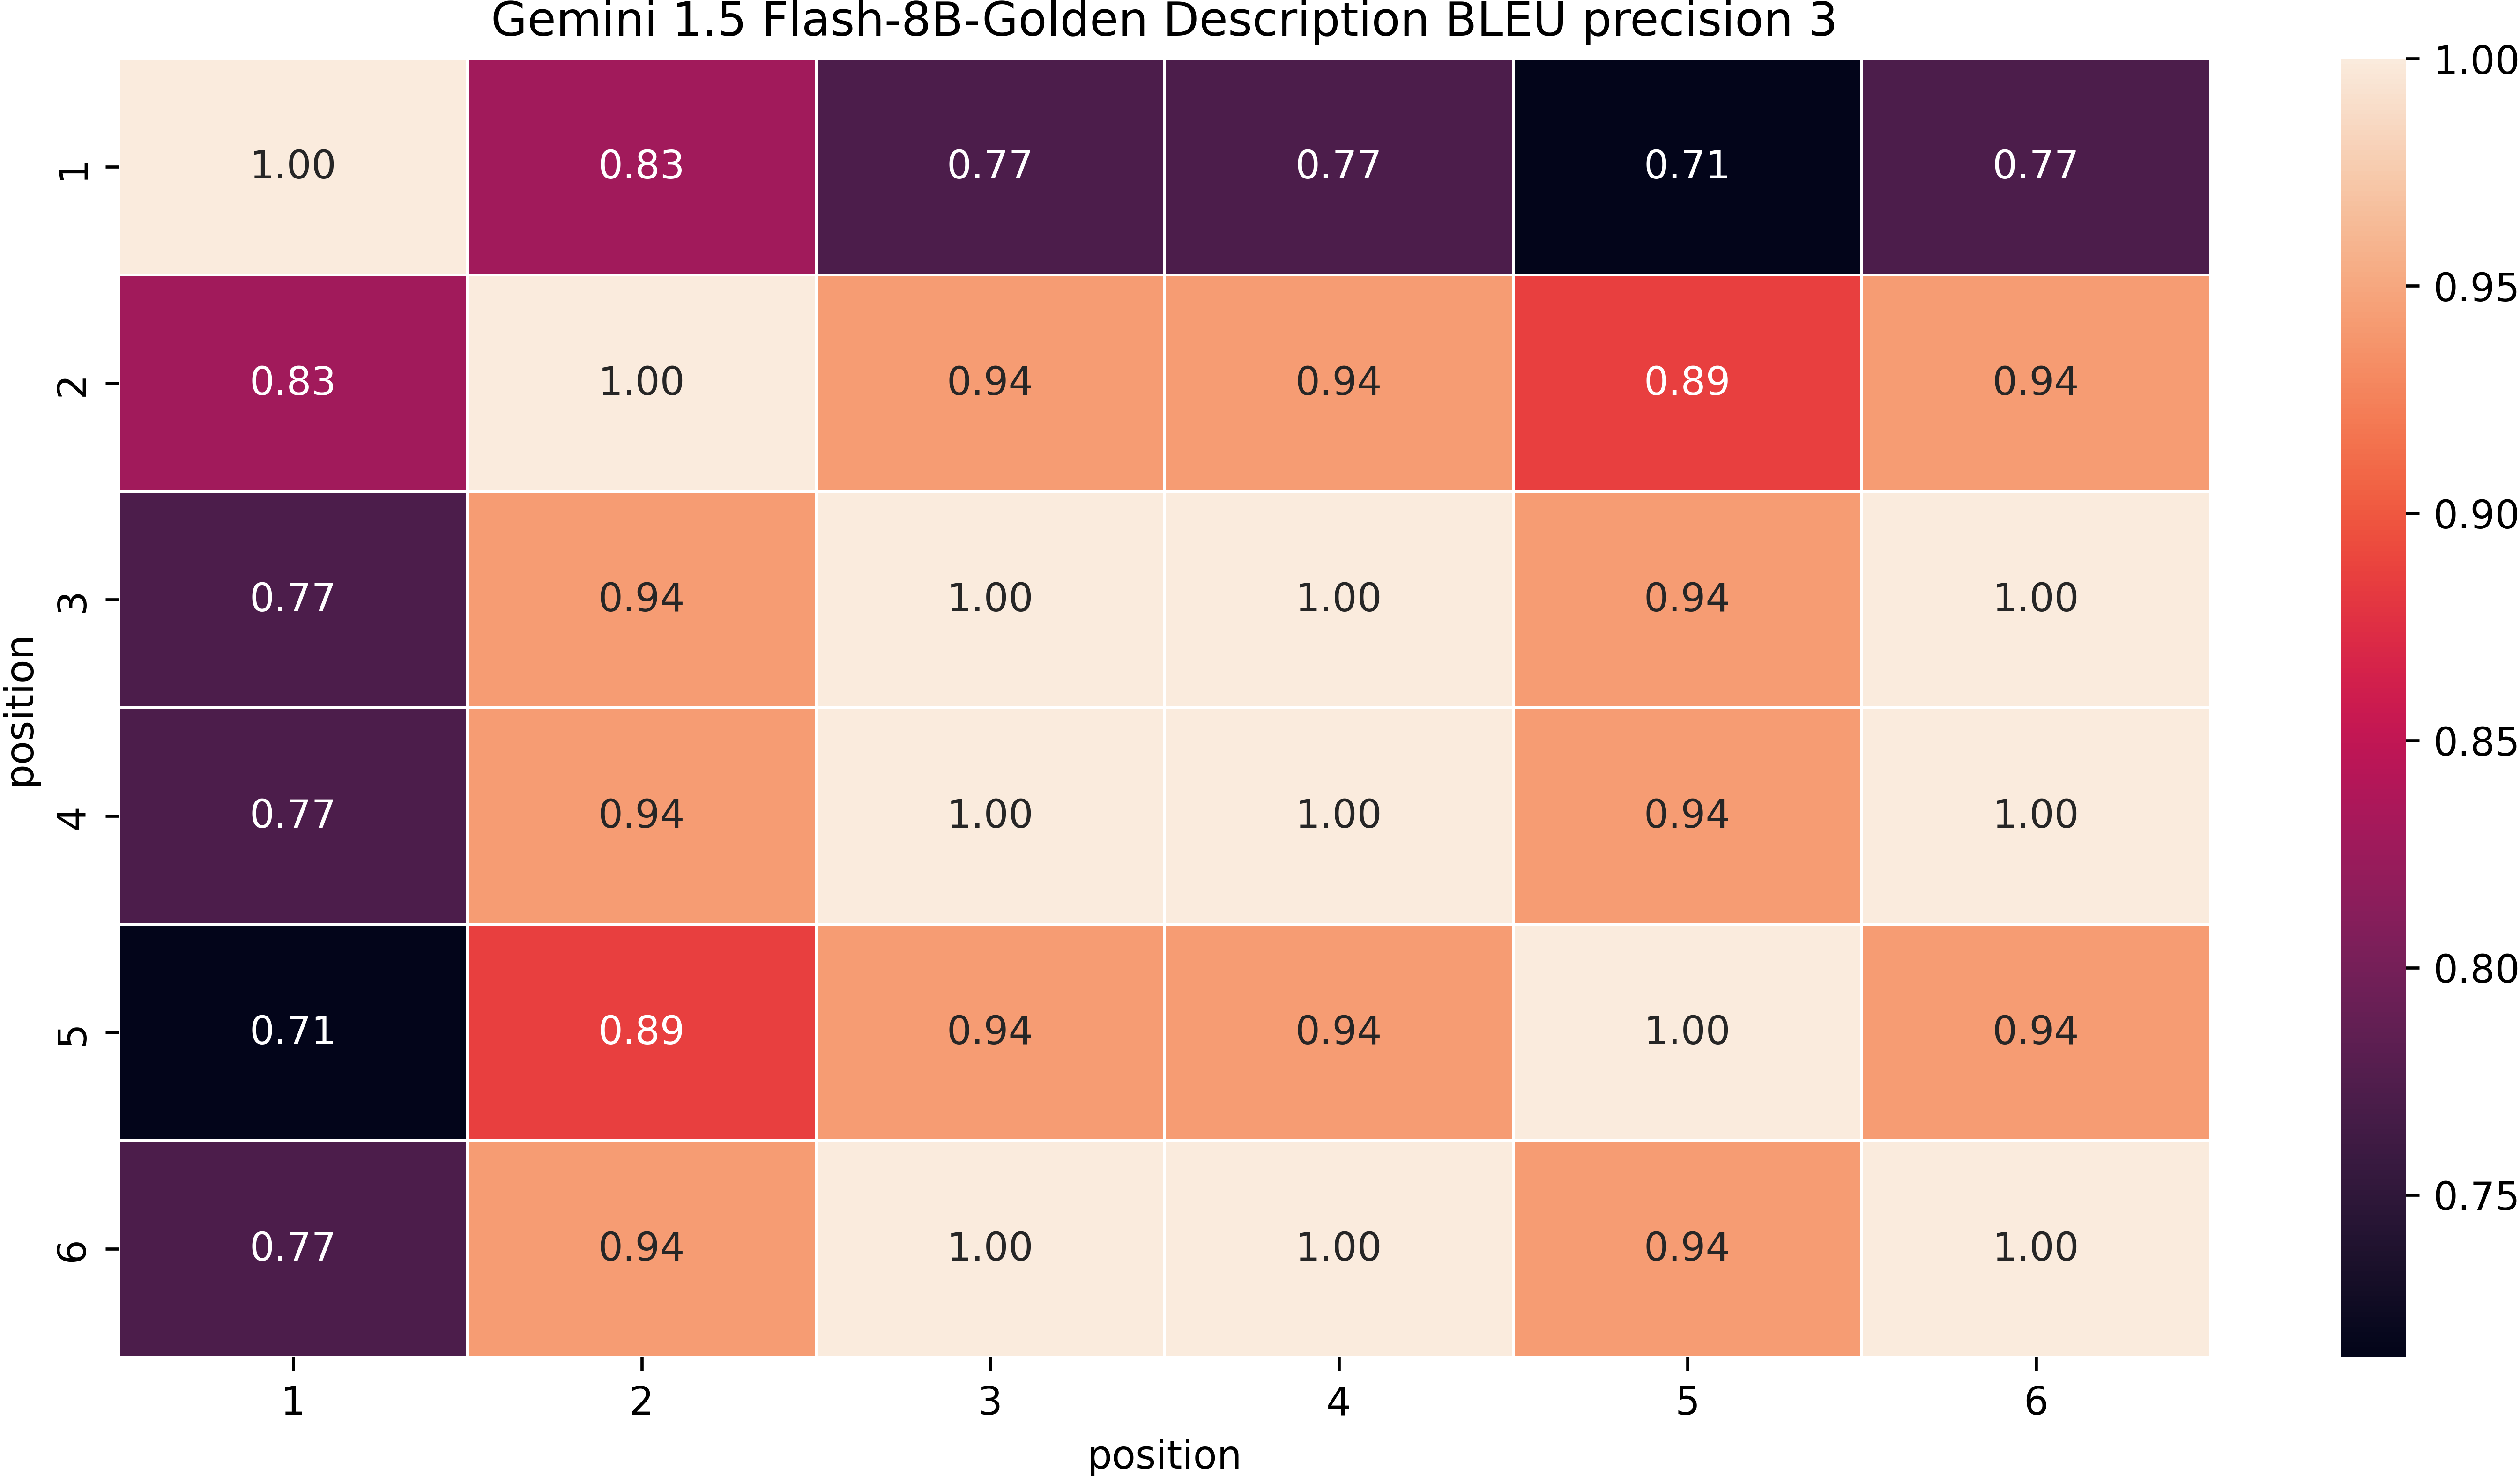 Gemini 1.5 Flash-8B-Golden Description BLEU precision 3
1 1.00 0.83 0.77 0.77 0.71 0.77
2 0.83 1.00 0.94 0.94 0.89 0.94
3 0.77 0.94 1.00 1.00 0.94 1.00
4 0.77 0.94 1.00 1.00 0.94 1.00
5 0.71 0.89 0.94 0.94 1.00 0.94
6 0.77 0.94 1.00 1.00 0.94 1.00
position
1 2 3 4 5 6
position
1.00
0.95
0.90
0.85
0.80
0.75